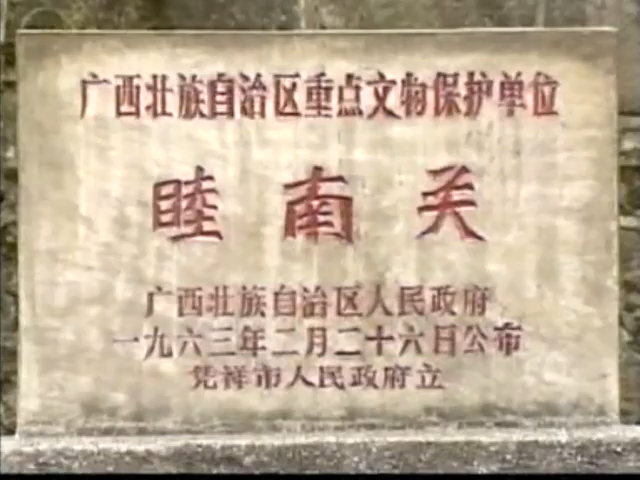 广西壮族自治区重点文物保护单位
睦南关
广西壮族自治区人民政府
一九六三年二月二十六日公布
凭祥市人民政府立